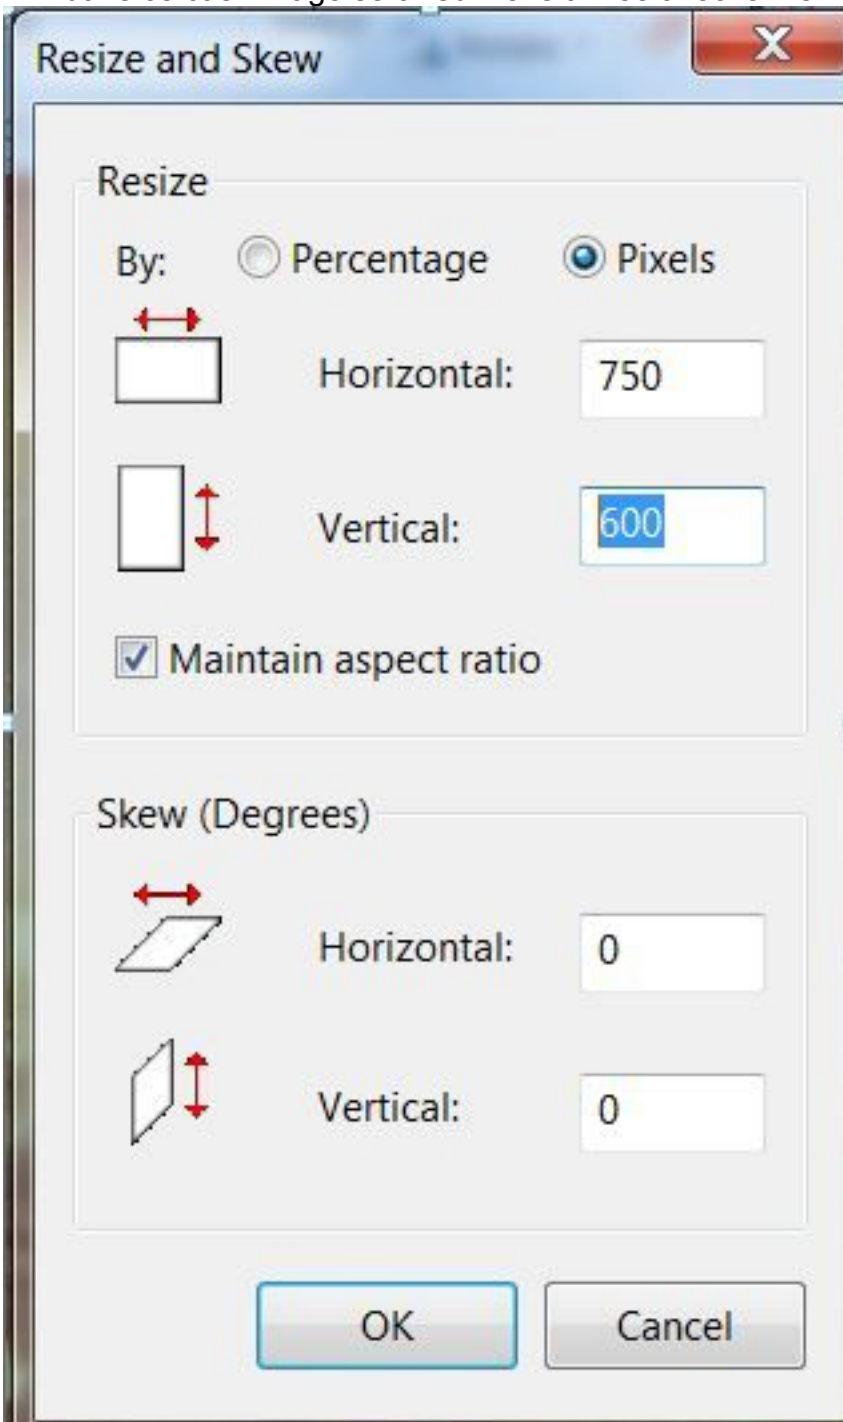 Resize and Skew
Resize
By: Percentage Pixels
Horizontal: 750
Vertical: 600
Maintain aspect ratio
Skew (Degrees)
Horizontal: 0
Vertical: 0
OK Cancel